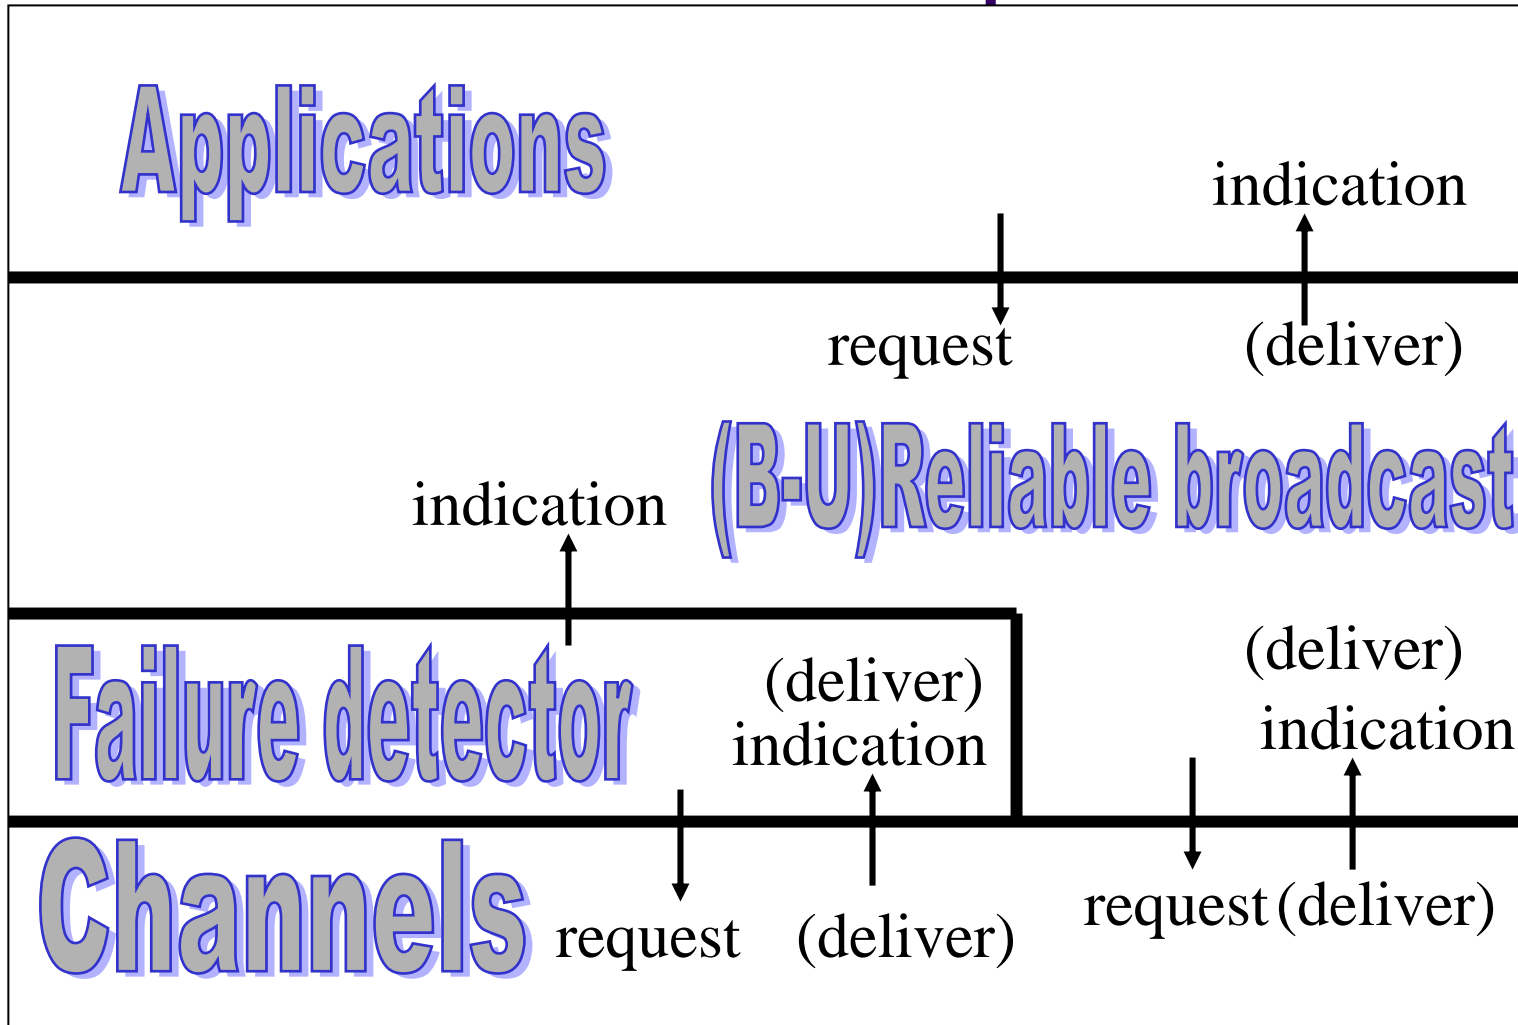 Applications
indication
request (deliver)
(B-U)Reliable broadcast
indication
(deliver)
Failure detector
(deliver)
indication
indication
Channels
request (deliver)
request (deliver)